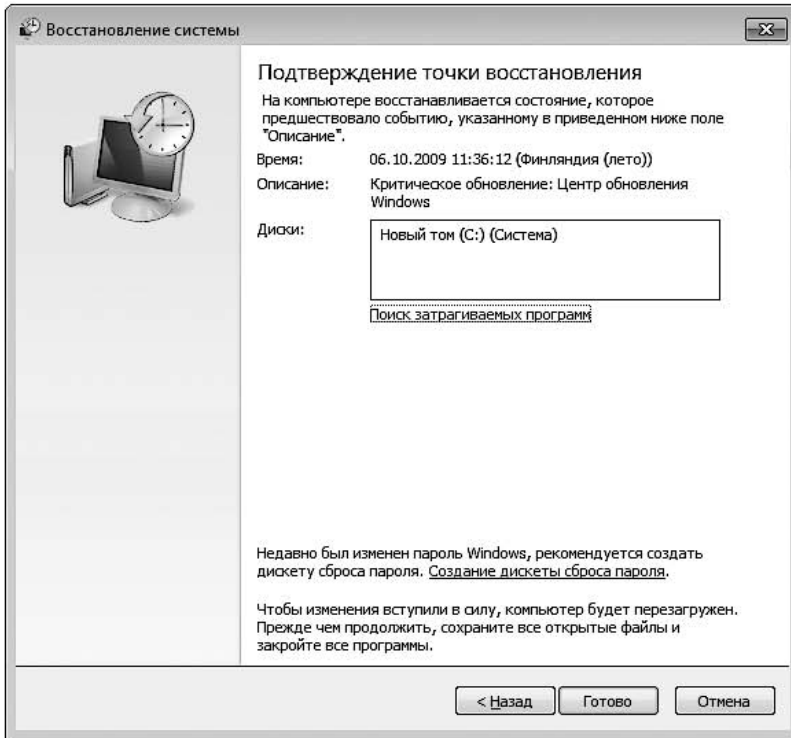 Восстановление системы
Подтверждение точки восстановления
На компьютере восстанавливается состояние, которое
предшествовало событию, указанному в приведенном ниже поле
"Описание".
Время: 06.10.2009 11:36:12 (Финляндия (лето))
Описание: Критическое обновление: Центр обновления
Windows
Диски: Новый том (C:) (Система)
Поиск затрагиваемых программ
Недавно был изменен пароль Windows, рекомендуется создать
дискету сброса пароля. Создание дискеты сброса пароля.
Чтобы изменения вступили в силу, компьютер будет перезагружен.
Прежде чем продолжить, сохраните все открытые файлы и
закройте все программы.
< Назад Готово Отмена